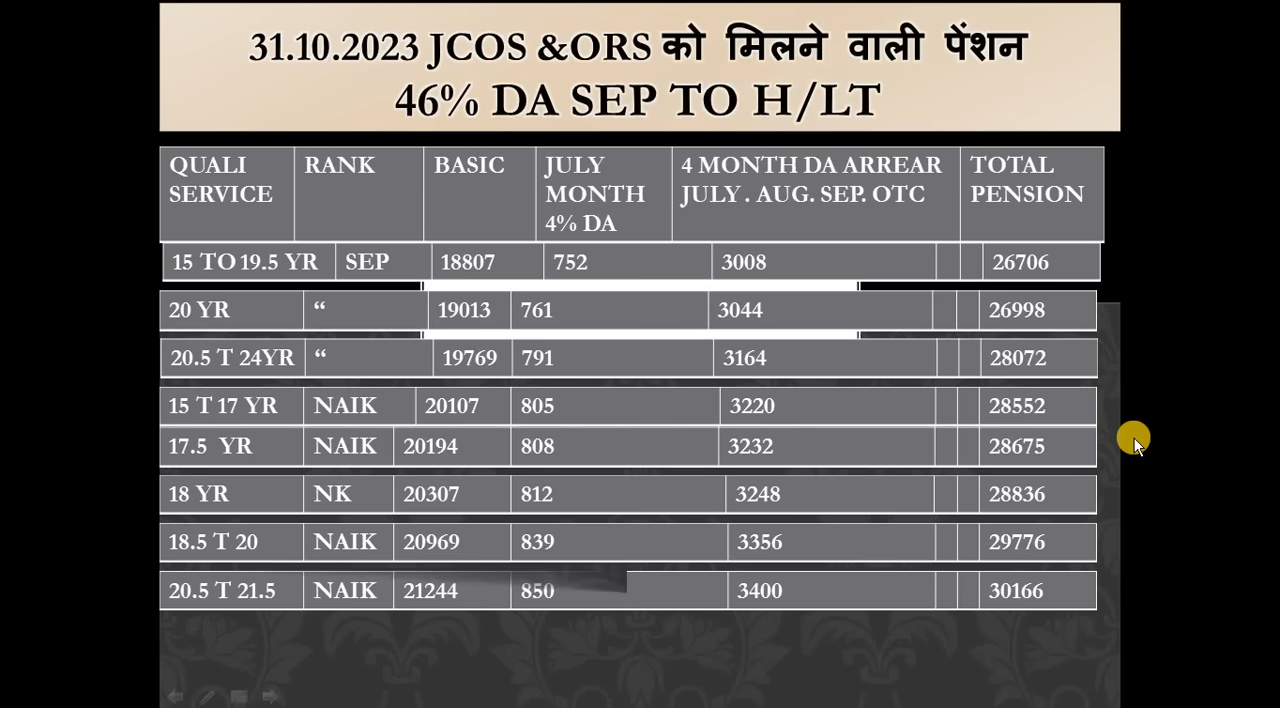 31.10.2023 JCOS &ORS को मिलने वाली पेंशन
46% DA SEP TO H/LT
QUALI SERVICE RANK BASIC JULY MONTH 4% DA 4 MONTH DA ARREAR JULY . AUG. SEP. OTC TOTAL PENSION
15 TO 19.5 YR SEP 18807 752 3008 26706
20 YR “ 19013 761 3044 26998
20.5 T 24YR “ 19769 791 3164 28072
15 T 17 YR NAIK 20107 805 3220 28552
17.5 YR NAIK 20194 808 3232 28675
18 YR NK 20307 812 3248 28836
18.5 T 20 NAIK 20969 839 3356 29776
20.5 T 21.5 NAIK 21244 850 3400 30166